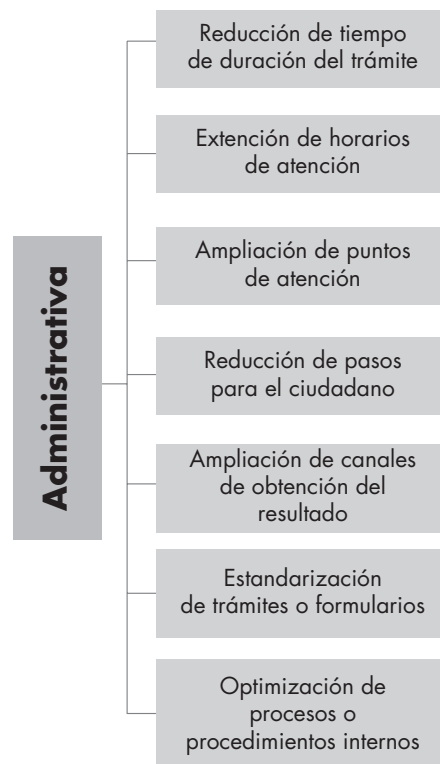 Administrativa
Reducción de tiempo
de duración del trámite
Extención de horarios
de atención
Ampliación de puntos
de atención
Reducción de pasos
para el ciudadano
Ampliación de canales
de obtención del
resultado
Estandarización
de trámites o formularios
Optimización de
procesos o
procedimientos internos